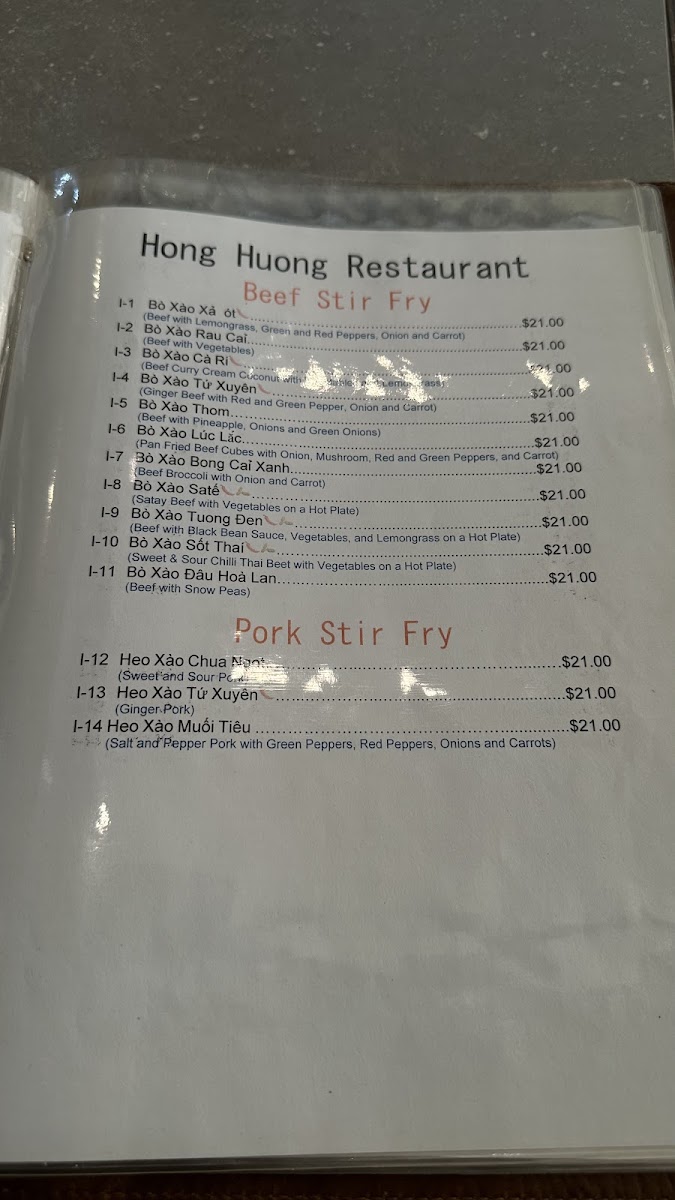 Hong Huong Restaurant
Beef Stir Fry
I-1 Bò Xào Xả ớt........$21.00
(Beef with Lemongrass, Green and Red Peppers, Onion and Carrot)
I-2 Bò Xào Rau Caỉ........$21.00
(Beef with Vegetables)
I-3 Bò Xào Cà Ri........$21.00
(Beef Curry Cream Coconut with Lemongrass)
I-4 Bò Xào Tứ Xuyên........$21.00
(Ginger Beef with Red and Green Pepper, Onion and Carrot)
I-5 Bò Xào Thom........$21.00
(Beef with Pineapple, Onions and Green Onions)
I-6 Bò Xào Lúc Lắc........$21.00
(Pan Fried Beef Cubes with Onion, Mushroom, Red and Green Peppers, and Carrot)
I-7 Bò Xào Bong Caỉ Xanh........$21.00
(Beef Broccoli with Onion and Carrot)
I-8 Bò Xào Saté........$21.00
(Satay Beef with Vegetables on a Hot Plate)
I-9 Bò Xào Tuong Đen........$21.00
(Beef with Black Bean Sauce, Vegetables, and Lemongrass on a Hot Plate)
I-10 Bò Xào Sốt Thaí........$21.00
(Sweet & Sour Chilli Thai Beet with Vegetables on a Hot Plate)
I-11 Bò Xào Đâu Hoà Lan........$21.00
(Beef with Snow Peas)
Pork Stir Fry
I-12 Heo Xào Chua........$21.00
(Sweet and Sour
I-13 Heo Xào Tứ Xuyên........$21.00
(Ginger Pork)
I-14 Heo Xào Muối Tiêu........$21.00
(Salt and Pepper Pork with Green Peppers, Red Peppers, Onions and Carrots)